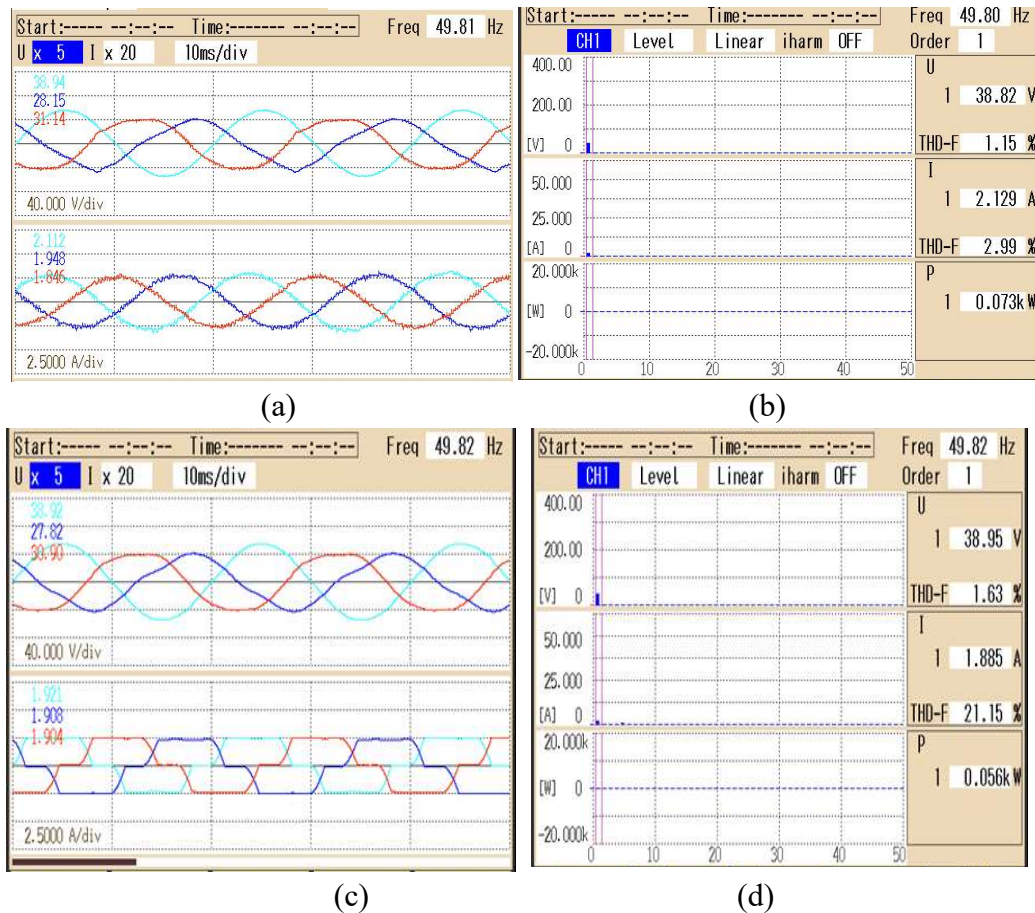 Start:----- --:--:-- Time:------- --:--:-- Freq 49.81 Hz
U x 5 I x 20 10ms/div
38.94
28.15
31.14
40.000 V/div
2.112
1.948
1.846
2.5000 A/div
(a)
Start:----- --:--:-- Time:------- --:--:-- Freq 49.80 Hz
CH1 Level Linear iharm OFF Order 1
400.00
200.00
[V] 0
U
1 38.82 V
THD-F 1.15 %
50.000
25.000
[A] 0
I
1 2.129 A
THD-F 2.99 %
20.000k
[W] 0
-20.000k
P
1 0.073k W
0 10 20 30 40 50
(b)
Start:----- --:--:-- Time:------- --:--:-- Freq 49.82 Hz
U x 5 I x 20 10ms/div
38.92
27.82
30.90
40.000 V/div
1.921
1.908
1.904
2.5000 A/div
(c)
Start:----- --:--:-- Time:------- --:--:-- Freq 49.82 Hz
CH1 Level Linear iharm OFF Order 1
400.00
200.00
[V] 0
U
1 38.95 V
THD-F 1.63 %
50.000
25.000
[A] 0
I
1 1.885 A
THD-F 21.15 %
20.000k
[W] 0
-20.000k
P
1 0.056k W
0 10 20 30 40 50
(d)